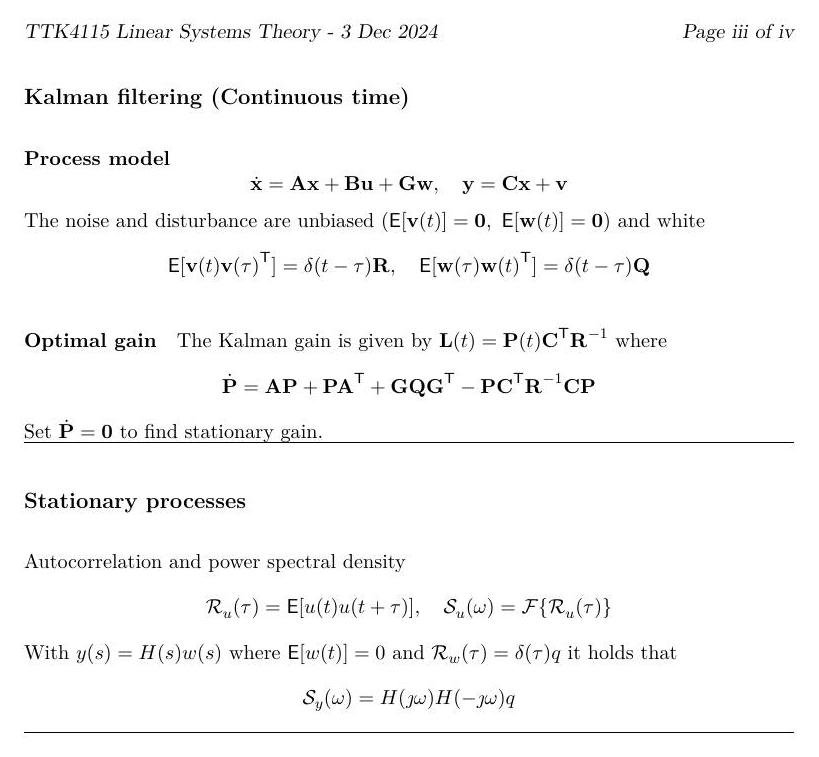 TTK4115 Linear Systems Theory - 3 Dec 2024 Page iii of iv
Kalman filtering (Continuous time)
Process model
ẋ = Ax + Bu + Gw, y = Cx + v
The noise and disturbance are unbiased (E[v(t)] = 0, E[w(t)] = 0) and white
E[v(t)v(τ)ᵀ] = δ(t − τ)R, E[w(τ)w(t)ᵀ] = δ(t − τ)Q
Optimal gain The Kalman gain is given by L(t) = P(t)CᵀR⁻¹ where
Ṗ = AP + PAᵀ + GQGᵀ − PCᵀR⁻¹CP
Set Ṗ = 0 to find stationary gain.
Stationary processes
Autocorrelation and power spectral density
ℛᵤ(τ) = E[u(t)u(t + τ)], 𝒮ᵤ(ω) = ℱ{ℛᵤ(τ)}
With y(s) = H(s)w(s) where E[w(t)] = 0 and ℛ_w(τ) = δ(τ)q it holds that
𝒮_y(ω) = H(ȷω)H(−ȷω)q